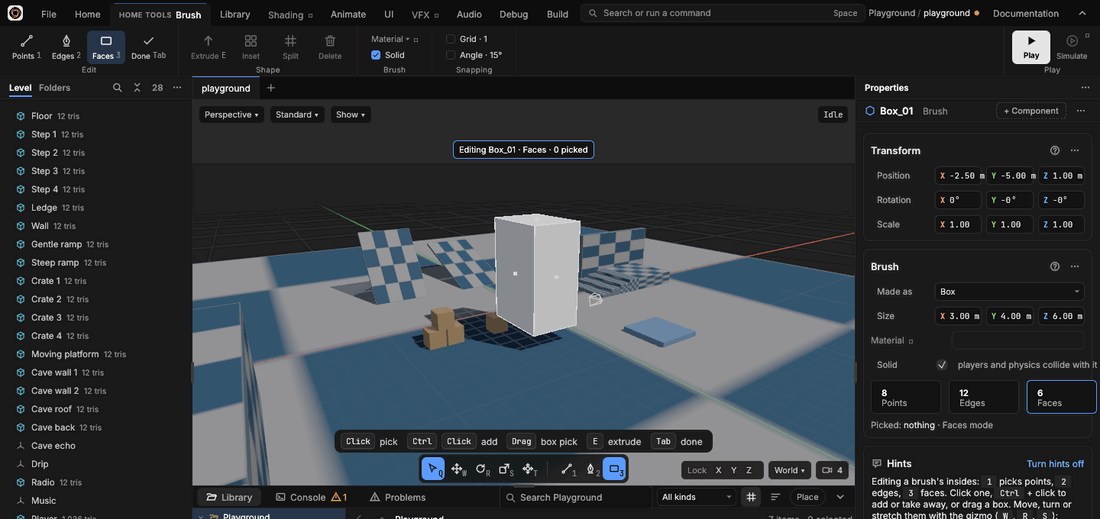 File Home HOME TOOLS Brush Library Shading Animate UI VFX Audio Debug Build Search or run a command Space Playground / playground Documentation
Points 1 Edges 2 Faces 3 Done Tab Extrude E Inset Split Delete Material Grid · 1 Play Simulate
Solid Angle · 15°
Edit Shape Brush Snapping Play
Level Folders 28
playground
Properties
Perspective Standard Show Idle
Box_01 Brush + Component
Floor 12 tris
Step 1 12 tris
Step 2 12 tris
Step 3 12 tris
Step 4 12 tris
Ledge 12 tris
Wall 12 tris
Gentle ramp 12 tris
Steep ramp 12 tris
Crate 1 12 tris
Crate 2 12 tris
Crate 3 12 tris
Crate 4 12 tris
Moving platform 12 tris
Cave wall 1 12 tris
Cave wall 2 12 tris
Cave roof 12 tris
Cave back 12 tris
Cave echo
Drip
Radio 12 tris
Music
Editing Box_01 · Faces · 0 picked
Click pick Ctrl Click add Drag box pick E extrude Tab done
Q W R S T 1 2 3
Lock X Y Z World 4
Library Console 1 Problems Search Playground All kinds Place
Playground
Transform
Position X -2.50 m Y -5.00 m Z 1.00 m
Rotation X 0° Y -0° Z -0°
Scale X 1.00 Y 1.00 Z 1.00
Brush
Made as Box
Size X 3.00 m Y 4.00 m Z 6.00 m
Material
Solid players and physics collide with it
8 Points
12 Edges
6 Faces
Picked: nothing · Faces mode
Hints Turn hints off
Editing a brush's insides: 1 picks points, 2
edges, 3 faces. Click one, Ctrl + click to
add or take away, or drag a box. Move, turn or
stretch them with the gizmo ( W , R , S );